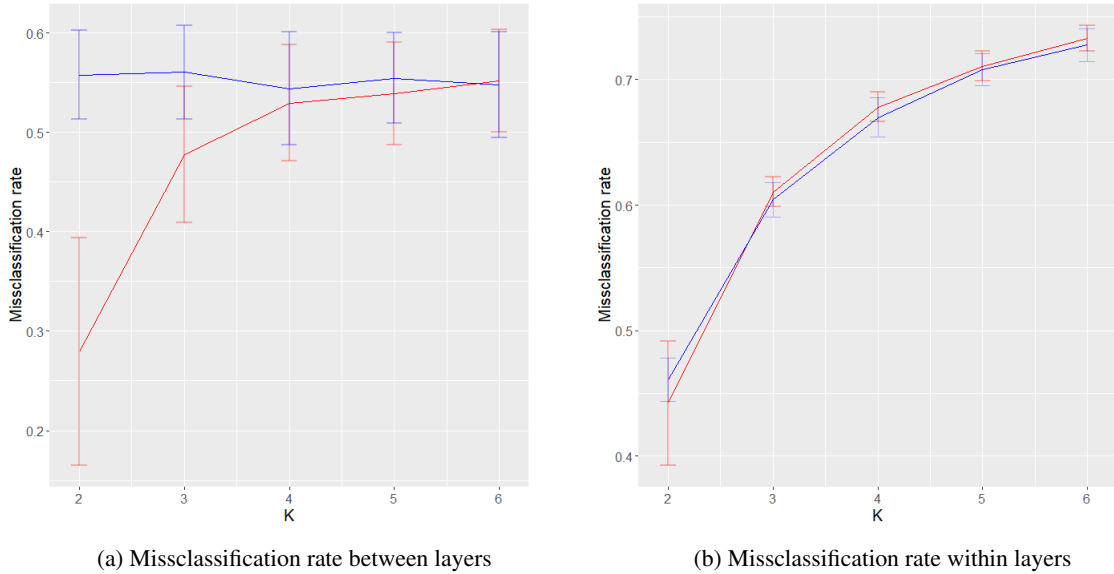 0.6
0.5
0.4
0.3
0.2
Missclassification rate
2 3 4 5 6
K
(a) Missclassification rate between layers
0.7
0.6
0.5
0.4
Missclassification rate
2 3 4 5 6
K
(b) Missclassification rate within layers